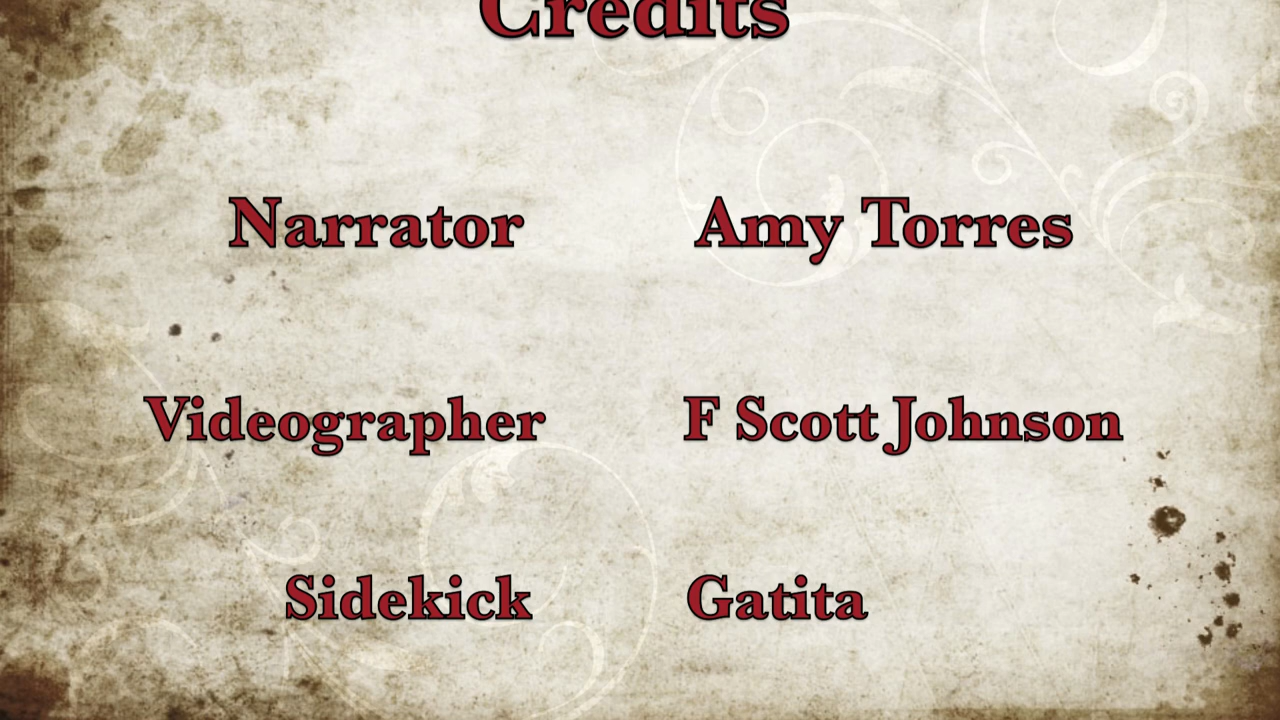 Credits
Narrator Amy Torres
Videographer F Scott Johnson
Sidekick Gatita